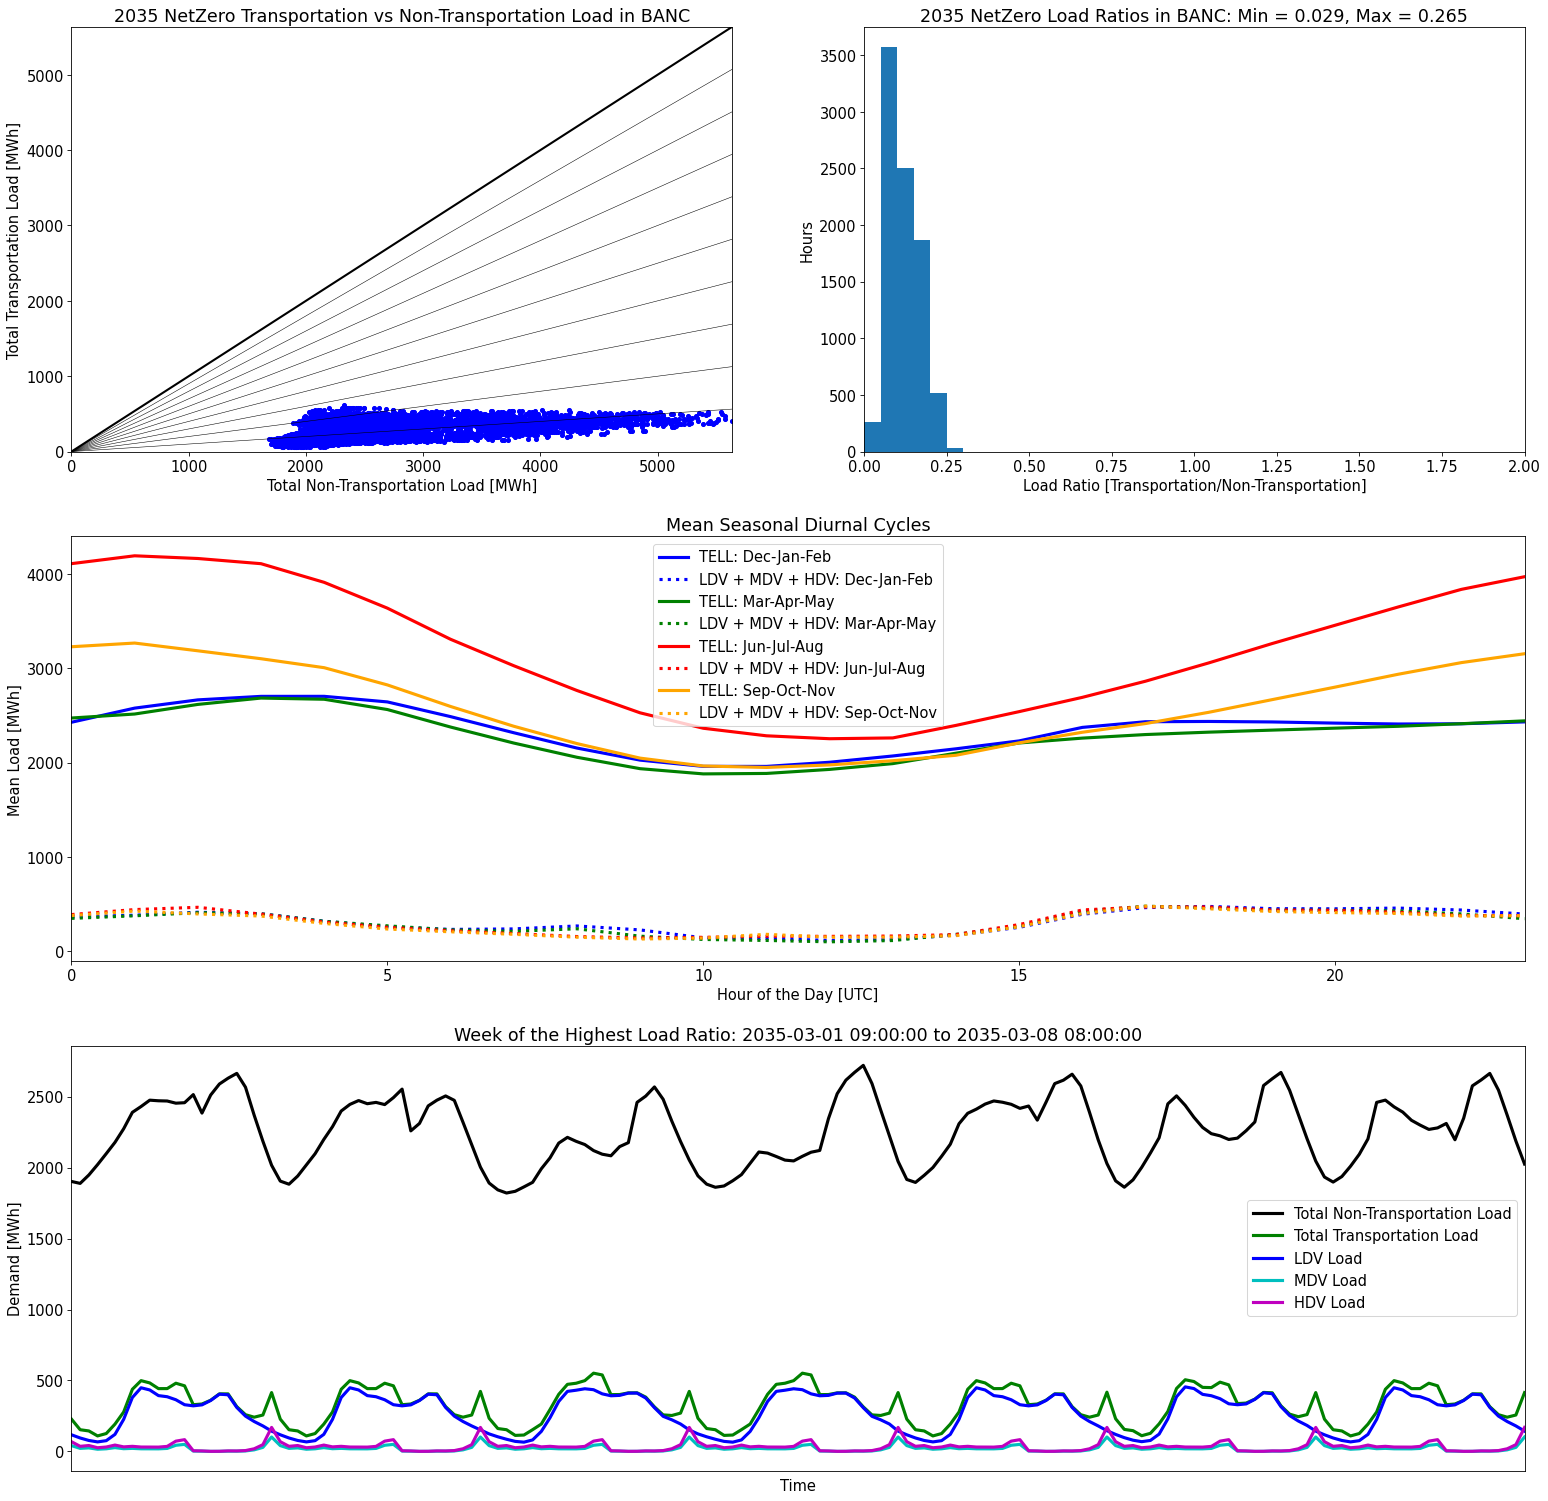 2035 NetZero Transportation vs Non-Transportation Load in BANC
Total Transportation Load [MWh]
5000
4000
3000
2000
1000
0
0 1000 2000 3000 4000 5000
Total Non-Transportation Load [MWh]
2035 NetZero Load Ratios in BANC: Min = 0.029, Max = 0.265
Hours
3500
3000
2500
2000
1500
1000
500
0
0.00 0.25 0.50 0.75 1.00 1.25 1.50 1.75 2.00
Load Ratio [Transportation/Non-Transportation]
Mean Seasonal Diurnal Cycles
Mean Load [MWh]
4000
3000
2000
1000
0
TELL: Dec-Jan-Feb
LDV + MDV + HDV: Dec-Jan-Feb
TELL: Mar-Apr-May
LDV + MDV + HDV: Mar-Apr-May
TELL: Jun-Jul-Aug
LDV + MDV + HDV: Jun-Jul-Aug
TELL: Sep-Oct-Nov
LDV + MDV + HDV: Sep-Oct-Nov
0 5 10 15 20
Hour of the Day [UTC]
Week of the Highest Load Ratio: 2035-03-01 09:00:00 to 2035-03-08 08:00:00
Demand [MWh]
2500
2000
1500
1000
500
0
Total Non-Transportation Load
Total Transportation Load
LDV Load
MDV Load
HDV Load
Time